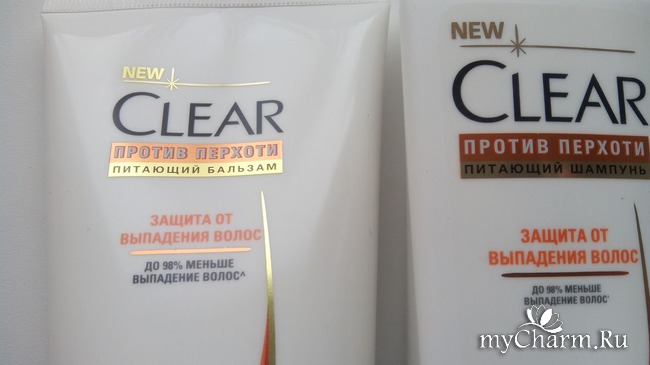 NEW
CLEAR
ПРОТИВ ПЕРХОТИ
ПИТАЮЩИЙ БАЛЬЗАМ
ЗАЩИТА ОТ
ВЫПАДЕНИЯ ВОЛОС
ДО 98% МЕНЬШЕ
ВЫПАДЕНИЕ ВОЛОС^
NEW
CLEAR
ПРОТИВ ПЕРХОТИ
ПИТАЮЩИЙ ШАМПУНЬ
ЗАЩИТА ОТ
ВЫПАДЕНИЯ ВОЛОС
ДО 98% МЕНЬШЕ
ВЫПАДЕНИЕ ВОЛОС*
myCharm.Ru